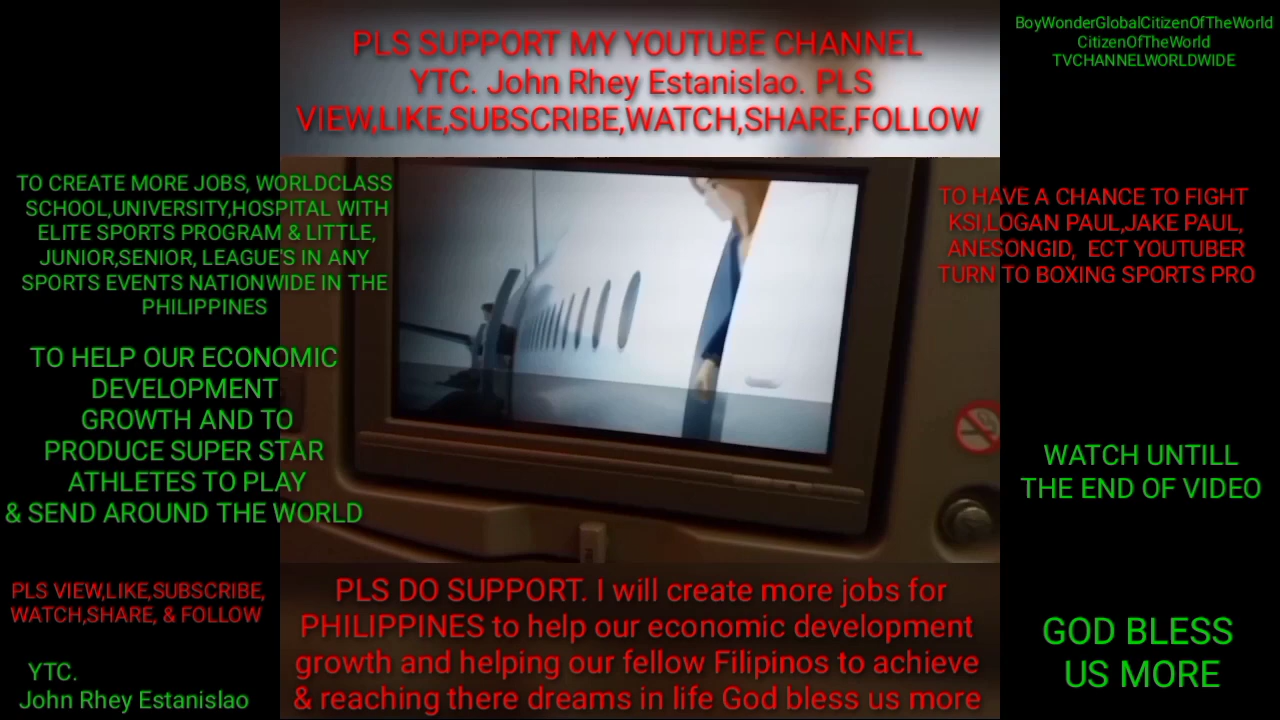 PLS SUPPORT MY YOUTUBE CHANNEL
YTC. John Rhey Estanislao. PLS
VIEW,LIKE,SUBSCRIBE,WATCH,SHARE,FOLLOW
BoyWonderGlobalCitizenOfTheWorld
CitizenOfTheWorld
TVCHANNELWORLDWIDE
TO CREATE MORE JOBS, WORLDCLASS
SCHOOL,UNIVERSITY,HOSPITAL WITH
ELITE SPORTS PROGRAM & LITTLE,
JUNIOR,SENIOR, LEAGUE'S IN ANY
SPORTS EVENTS NATIONWIDE IN THE
PHILIPPINES
TO HAVE A CHANCE TO FIGHT
KSI,LOGAN PAUL,JAKE PAUL,
ANESONGID, ECT YOUTUBER
TURN TO BOXING SPORTS PRO
TO HELP OUR ECONOMIC
DEVELOPMENT
GROWTH AND TO
PRODUCE SUPER STAR
ATHLETES TO PLAY
& SEND AROUND THE WORLD
WATCH UNTILL
THE END OF VIDEO
PLS VIEW,LIKE,SUBSCRIBE,
WATCH,SHARE, & FOLLOW
YTC.
John Rhey Estanislao
PLS DO SUPPORT. I will create more jobs for
PHILIPPINES to help our economic development
growth and helping our fellow Filipinos to achieve
& reaching there dreams in life God bless us more
GOD BLESS
US MORE